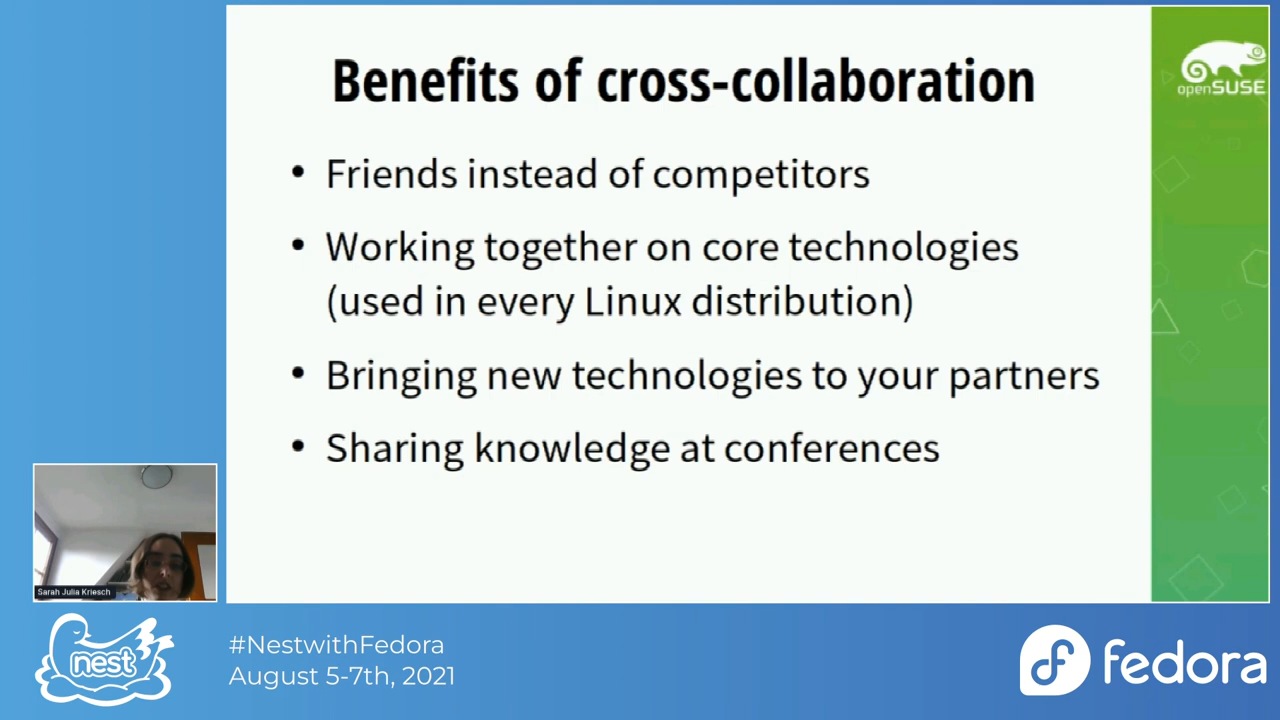 Benefits of cross-collaboration
• Friends instead of competitors
• Working together on core technologies
(used in every Linux distribution)
• Bringing new technologies to your partners
• Sharing knowledge at conferences
openSUSE
Sarah Julia Kriesch
nest
#NestwithFedora
August 5-7th, 2021
fedora